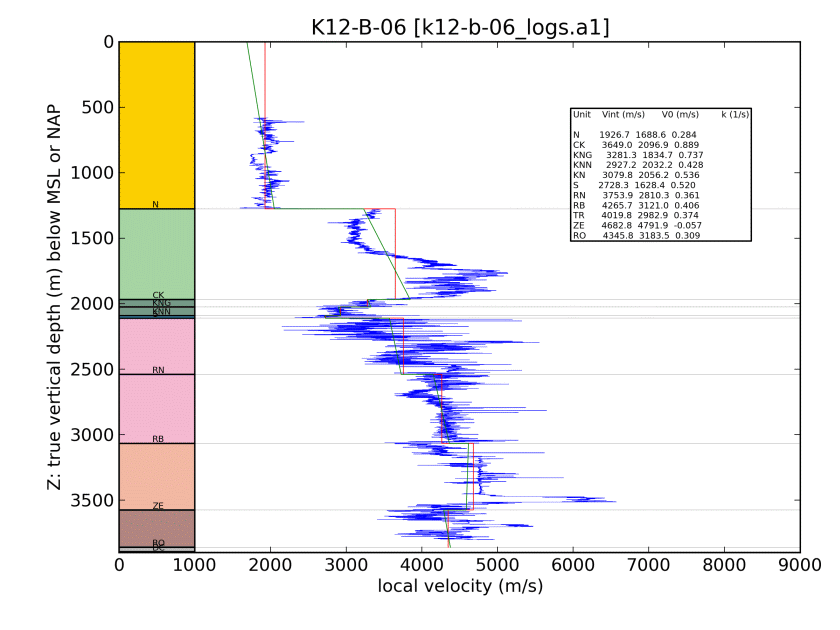 K12-B-06 [k12-b-06_logs.a1]
0
500
1000
1500
2000
2500
3000
3500
Z: true vertical depth (m) below MSL or NAP
N
CK
KNG
KNN
RN
RB
ZE
RO
DC
Unit Vint (m/s) V0 (m/s) k (1/s)
N 1926.7 1688.6 0.284
CK 3649.0 2096.9 0.889
KNG 3281.3 1834.7 0.737
KNN 2927.2 2032.2 0.428
KN 3079.8 2056.2 0.536
S 2728.3 1628.4 0.520
RN 3753.9 2810.3 0.361
RB 4265.7 3121.0 0.406
TR 4019.8 2982.9 0.374
ZE 4682.8 4791.9 -0.057
RO 4345.8 3183.5 0.309
0 1000 2000 3000 4000 5000 6000 7000 8000 9000
local velocity (m/s)